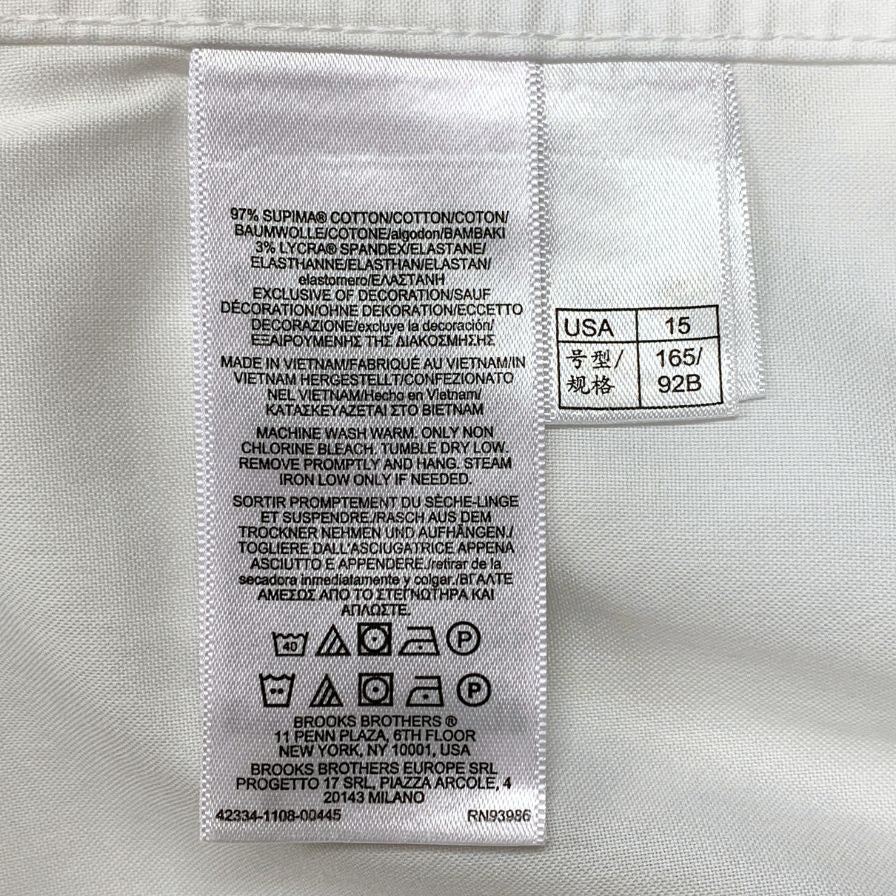 97% SUPIMA® COTTON/COTTON/COTON/
BAUMWOLLE/COTONE/algodon/BAMBAKI
3% LYCRA® SPANDEX/ELASTANE/
ELASTHANNE/ELASTHAN/ELASTAN/
elastomero/ΕΛΑΣΤΑΝΗ
EXCLUSIVE OF DECORATION/SAUF
DÉCORATION/OHNE DEKORATION/ECCETTO
DECORAZIONE/excluye la decoración/
ΕΞΑΙΡΟΥΜΕΝΗΣ ΤΗΣ ΔΙΑΚΟΣΜΗΣΗΣ
MADE IN VIETNAM/FABRIQUÉ AU VIETNAM/IN
VIETNAM HERGESTELLT/CONFEZIONATO
NEL VIETNAM/Hecho en Vietnam/
ΚΑΤΑΣΚΕΥΑΖΕΤΑΙ ΣΤΟ ΒΙΕΤΝΑΜ
MACHINE WASH WARM. ONLY NON
CHLORINE BLEACH. TUMBLE DRY LOW.
REMOVE PROMPTLY AND HANG. STEAM
IRON LOW ONLY IF NEEDED.
SORTIR PROMPTEMENT DU SÈCHE-LINGE
ET SUSPENDRE./RASCH AUS DEM
TROCKNER NEHMEN UND AUFHÄNGEN./
TOGLIERE DALL'ASCIUGATRICE APPENA
ASCIUTTO E APPENDERE./retirar de la
secadora inmediatamente y colgar./ΒΓΑΛΤΕ
ΑΜΕΣΩΣ ΑΠΟ ΤΟ ΣΤΕΓΝΩΤΗΡΑ ΚΑΙ
ΑΠΛΩΣΤΕ.
40 P
P
BROOKS BROTHERS ®
11 PENN PLAZA, 6TH FLOOR
NEW YORK, NY 10001, USA
BROOKS BROTHERS EUROPE SRL
PROGETTO 17 SRL, PIAZZA ARCOLE, 4
20143 MILANO
42334-1108-00445 RN93986
USA 15
号型/ 165/
规格 92B